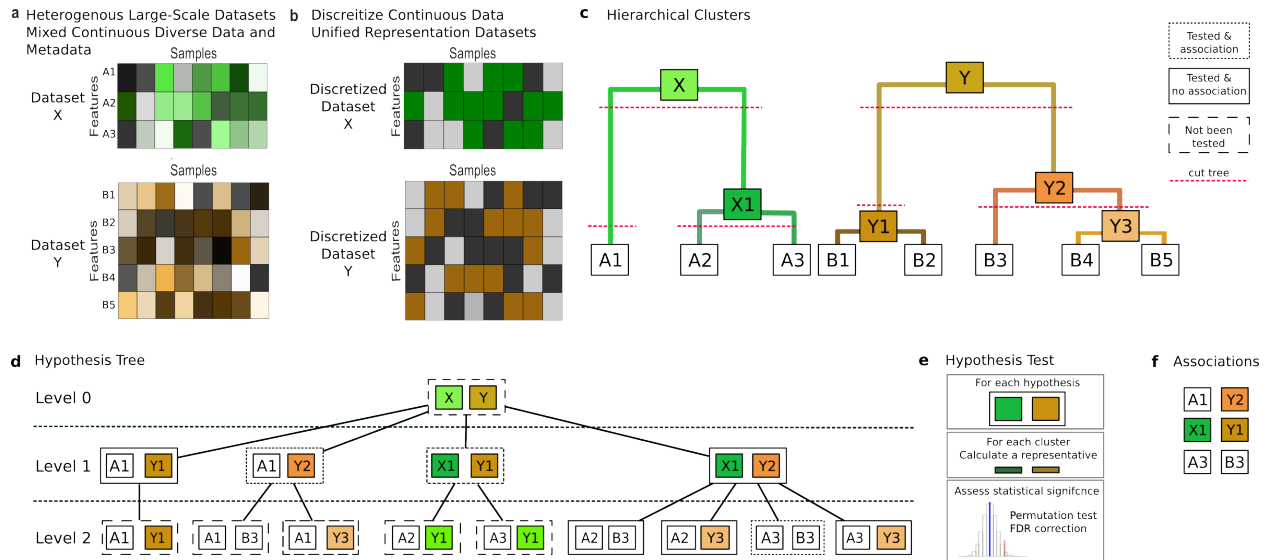 a Heterogenous Large-Scale Datasets
Mixed Continuous Diverse Data and
Metadata
Samples
Dataset
X
Features
A1
A2
A3
Samples
Dataset
Y
Features
B1
B2
B3
B4
B5
b Discreitize Continuous Data
Unified Representation Datasets
Samples
Discretized
Dataset
X
Samples
Discretized
Dataset
Y
c Hierarchical Clusters
X
Y
X1
Y2
Y1
Y3
A1 A2 A3 B1 B2 B3 B4 B5
Tested &
association
Tested &
no association
Not been
tested
cut tree
d Hypothesis Tree
Level 0
X Y
Level 1
A1 Y1
A1 Y2
X1 Y1
X1 Y2
Level 2
A1 Y1
A1 B3
A1 Y3
A2 Y1
A3 Y1
A2 B3
A2 Y3
A3 B3
A3 Y3
e Hypothesis Test
For each hypothesis
For each cluster
Calculate a representative
Assess statistical signifcnce
Permutation test
FDR correction
f Associations
A1 Y2
X1 Y1
A3 B3